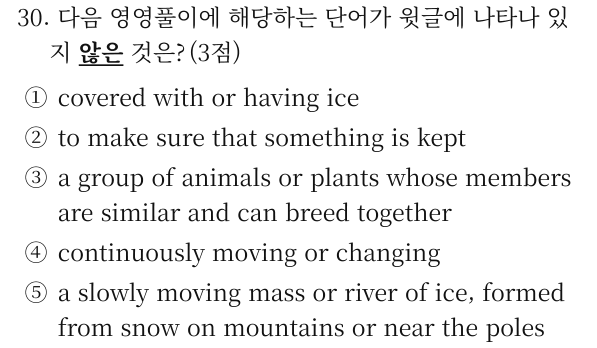 30. 다음 영영풀이에 해당하는 단어가 윗글에 나타나 있
지 않은 것은?(3점)
① covered with or having ice
② to make sure that something is kept
③ a group of animals or plants whose members
are similar and can breed together
④ continuously moving or changing
⑤ a slowly moving mass or river of ice, formed
from snow on mountains or near the poles